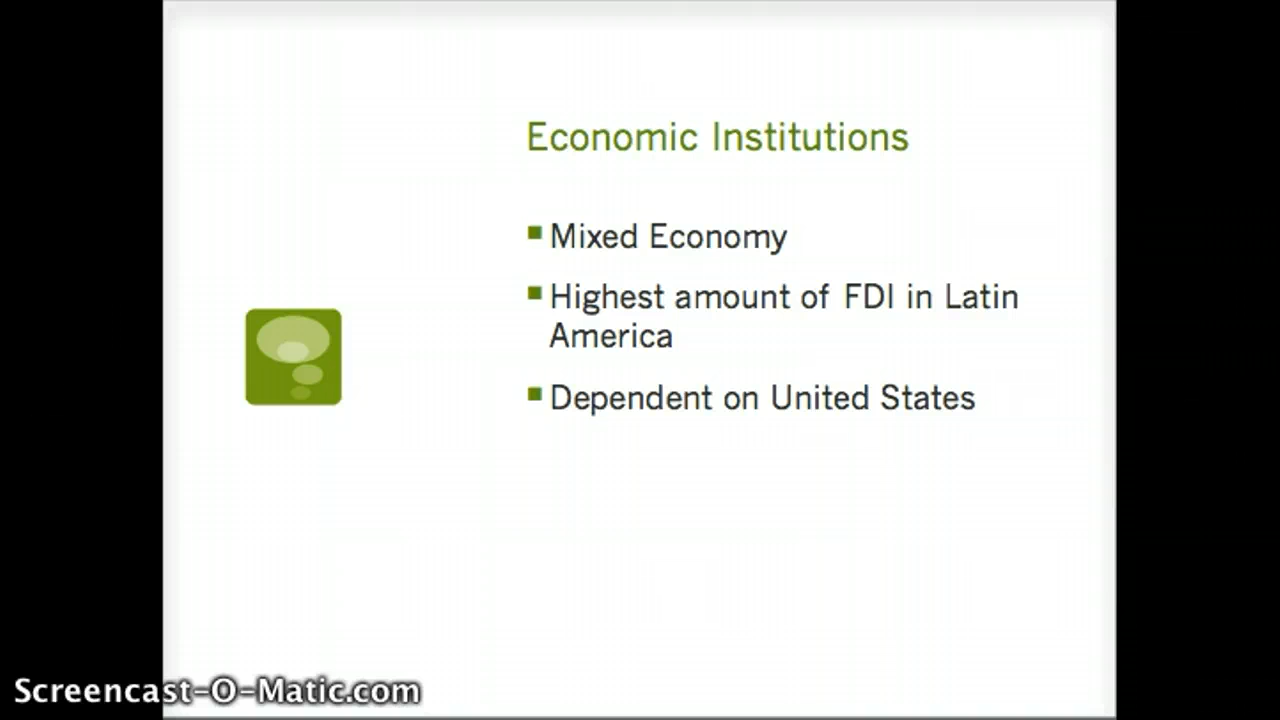 Economic Institutions
Mixed Economy
Highest amount of FDI in Latin
America
Dependent on United States
Screencast-O-Matic.com